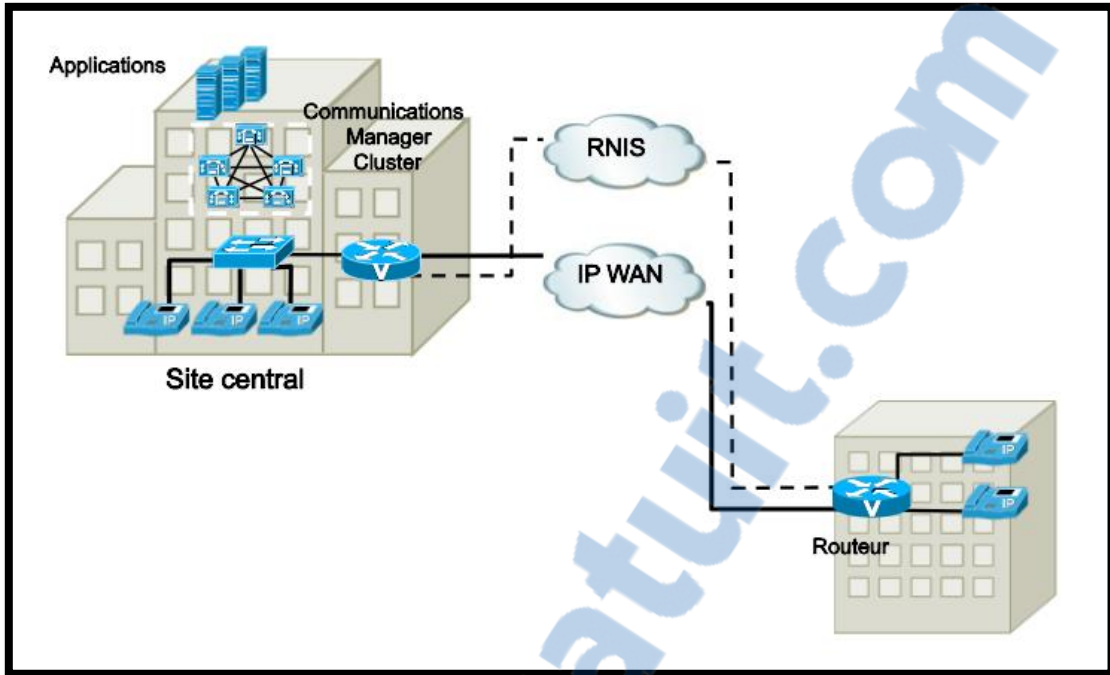 Applications
Communications
Manager
Cluster
RNIS
IP WAN
V
IP
IP
IP
Site central
IP
IP
V
Routeur
atuit.com